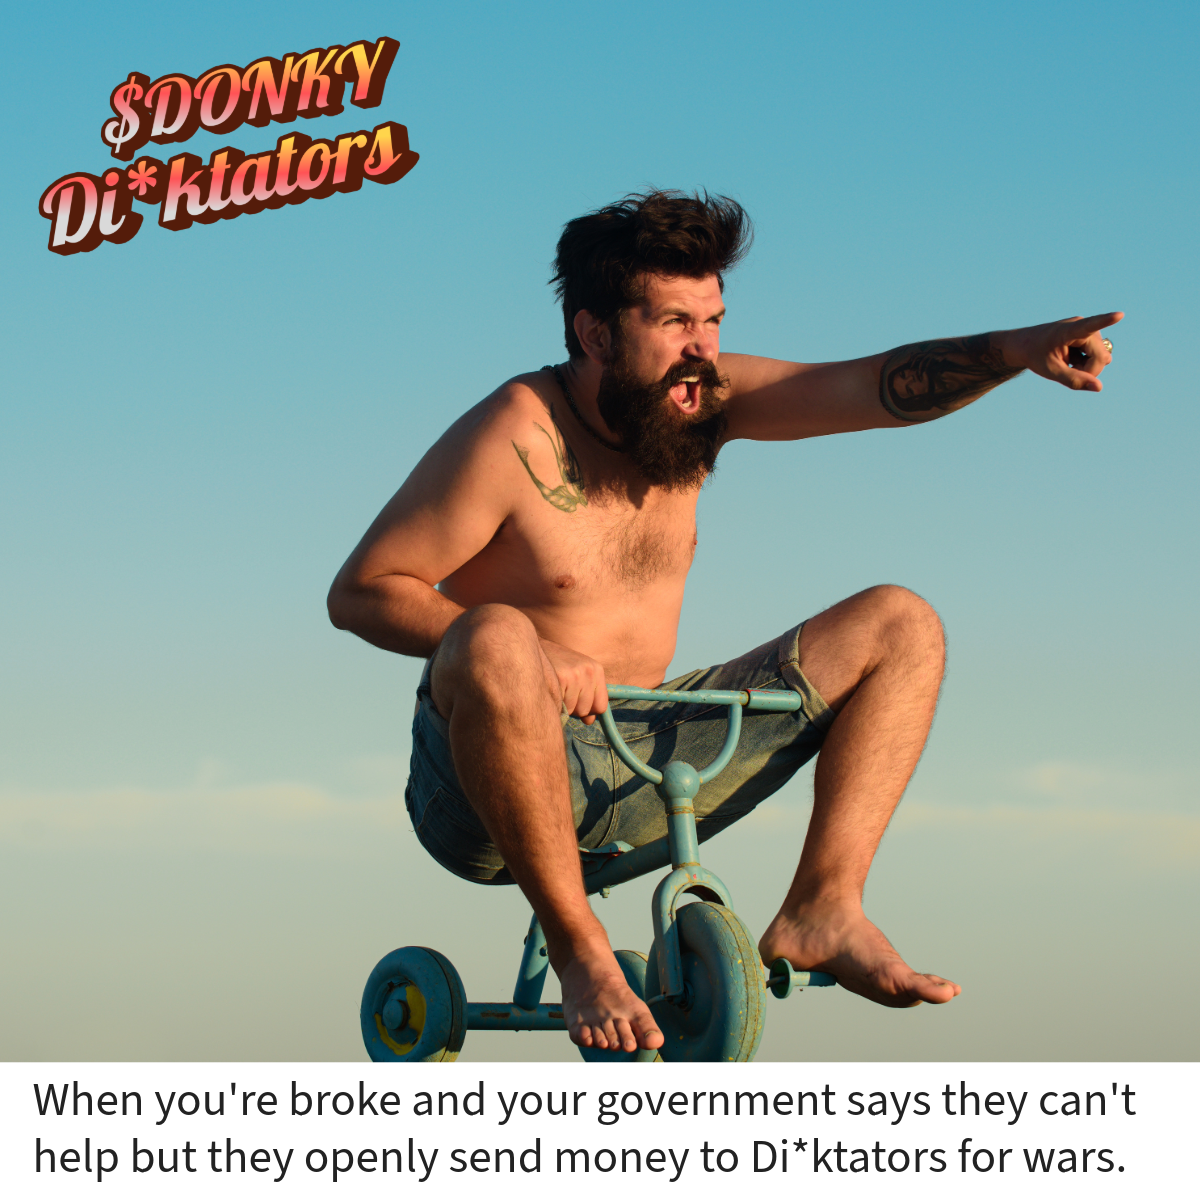 $DONKY
Di*ktators
When you're broke and your government says they can't
help but they openly send money to Di*ktators for wars.